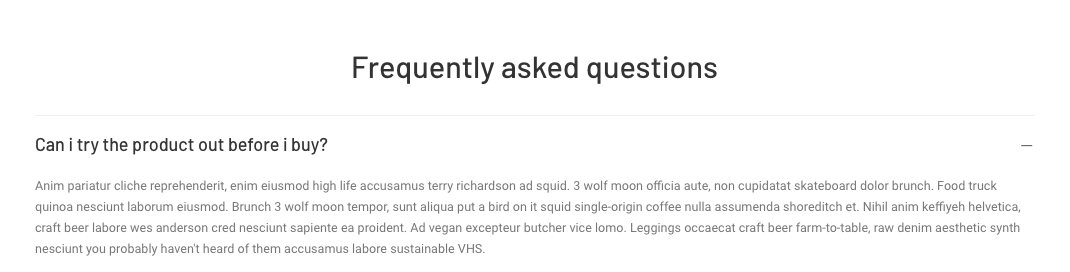 Frequently asked questions
Can i try the product out before i buy?
Anim pariatur cliche reprehenderit, enim eiusmod high life accusamus terry richardson ad squid. 3 wolf moon officia aute, non cupidatat skateboard dolor brunch. Food truck
quinoa nesciunt laborum eiusmod. Brunch 3 wolf moon tempor, sunt aliqua put a bird on it squid single-origin coffee nulla assumenda shoreditch et. Nihil anim keffiyeh helvetica,
craft beer labore wes anderson cred nesciunt sapiente ea proident. Ad vegan excepteur butcher vice lomo. Leggings occaecat craft beer farm-to-table, raw denim aesthetic synth
nesciunt you probably haven't heard of them accusamus labore sustainable VHS.